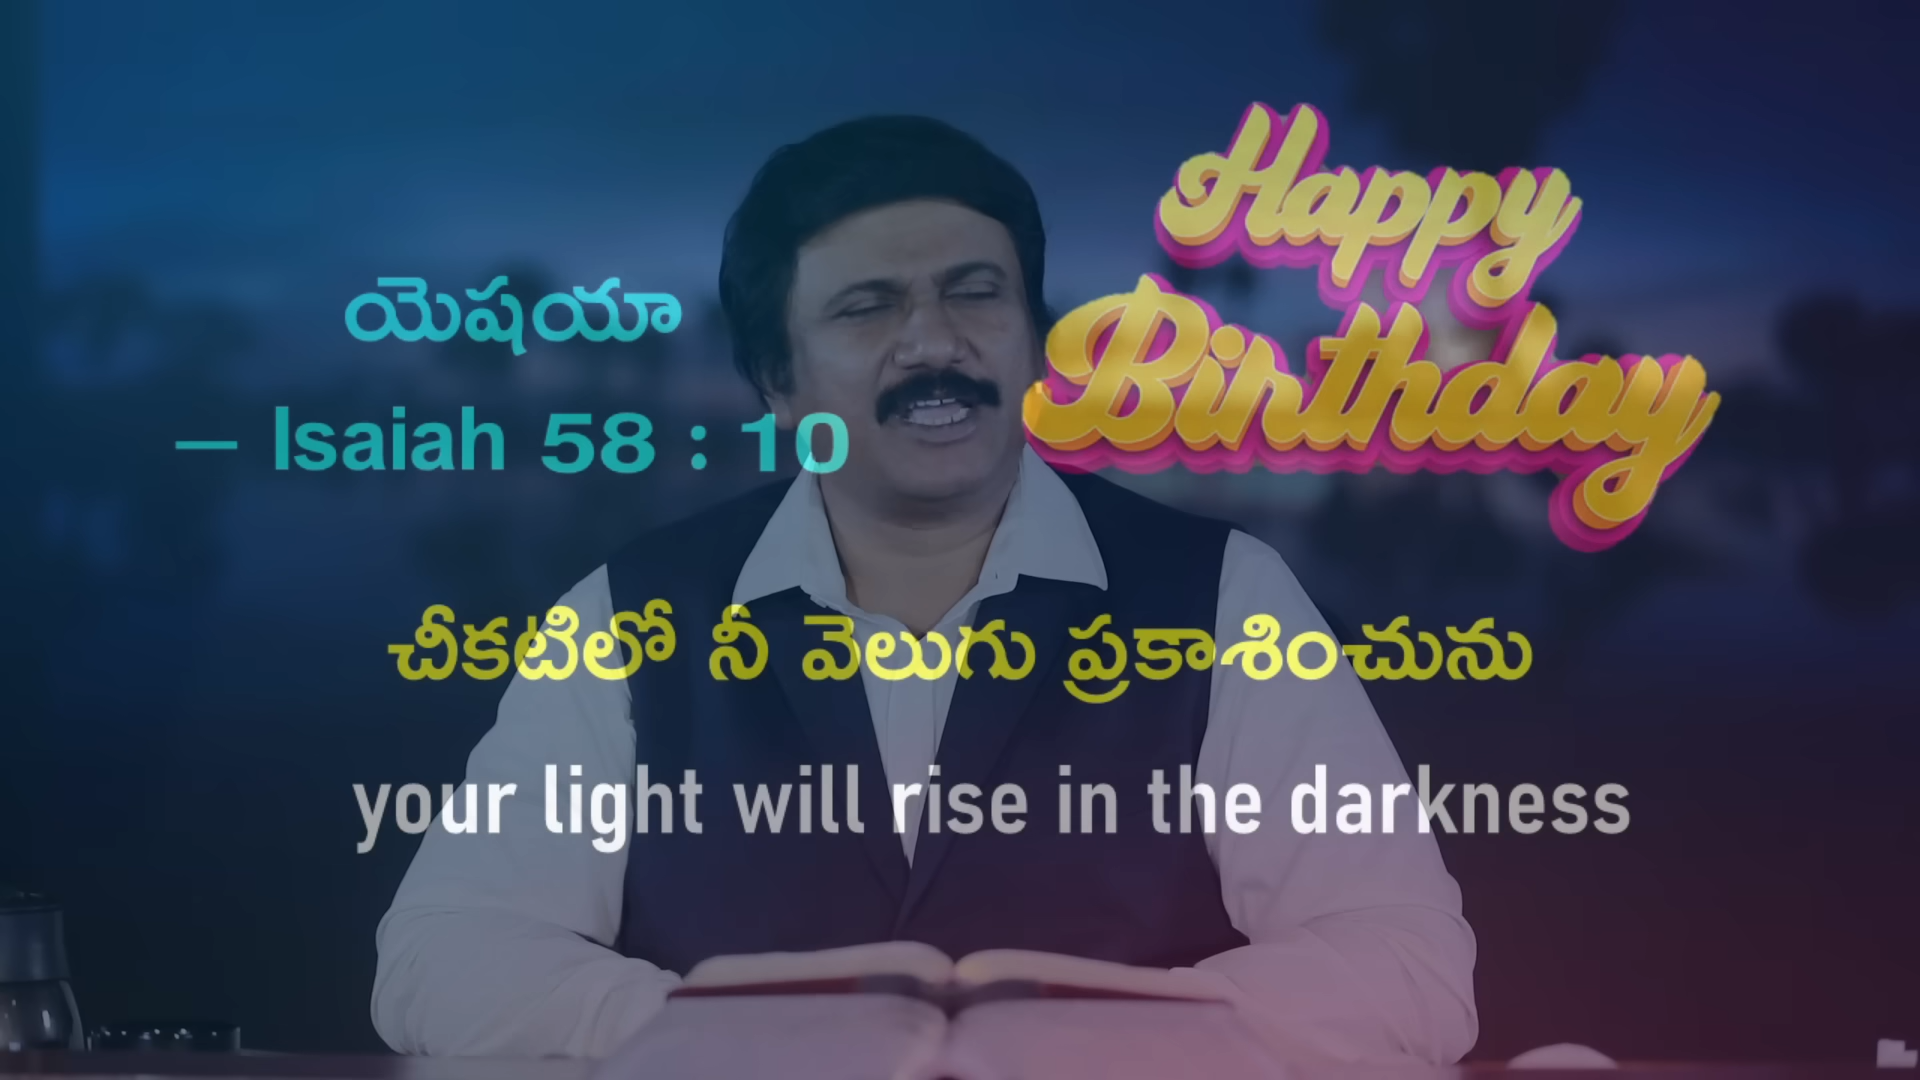 Happy
Birthday
యెషయా
– Isaiah 58 : 10
చీకటిలో నీ వెలుగు ప్రకాశించును
your light will rise in the darkness